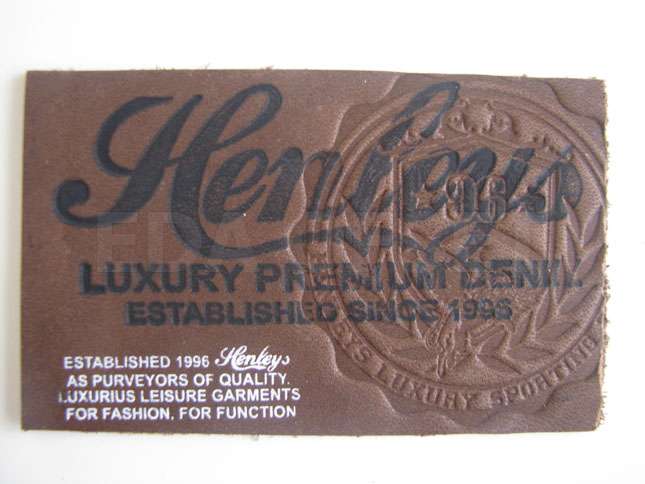 Henleys
96
LUXURY PREMIUM DENIM
ESTABLISHED SINCE 1996
LUXURY SPORTING
ESTABLISHED 1996 Henleys
AS PURVEYORS OF QUALITY.
LUXURIUS LEISURE GARMENTS
FOR FASHION, FOR FUNCTION